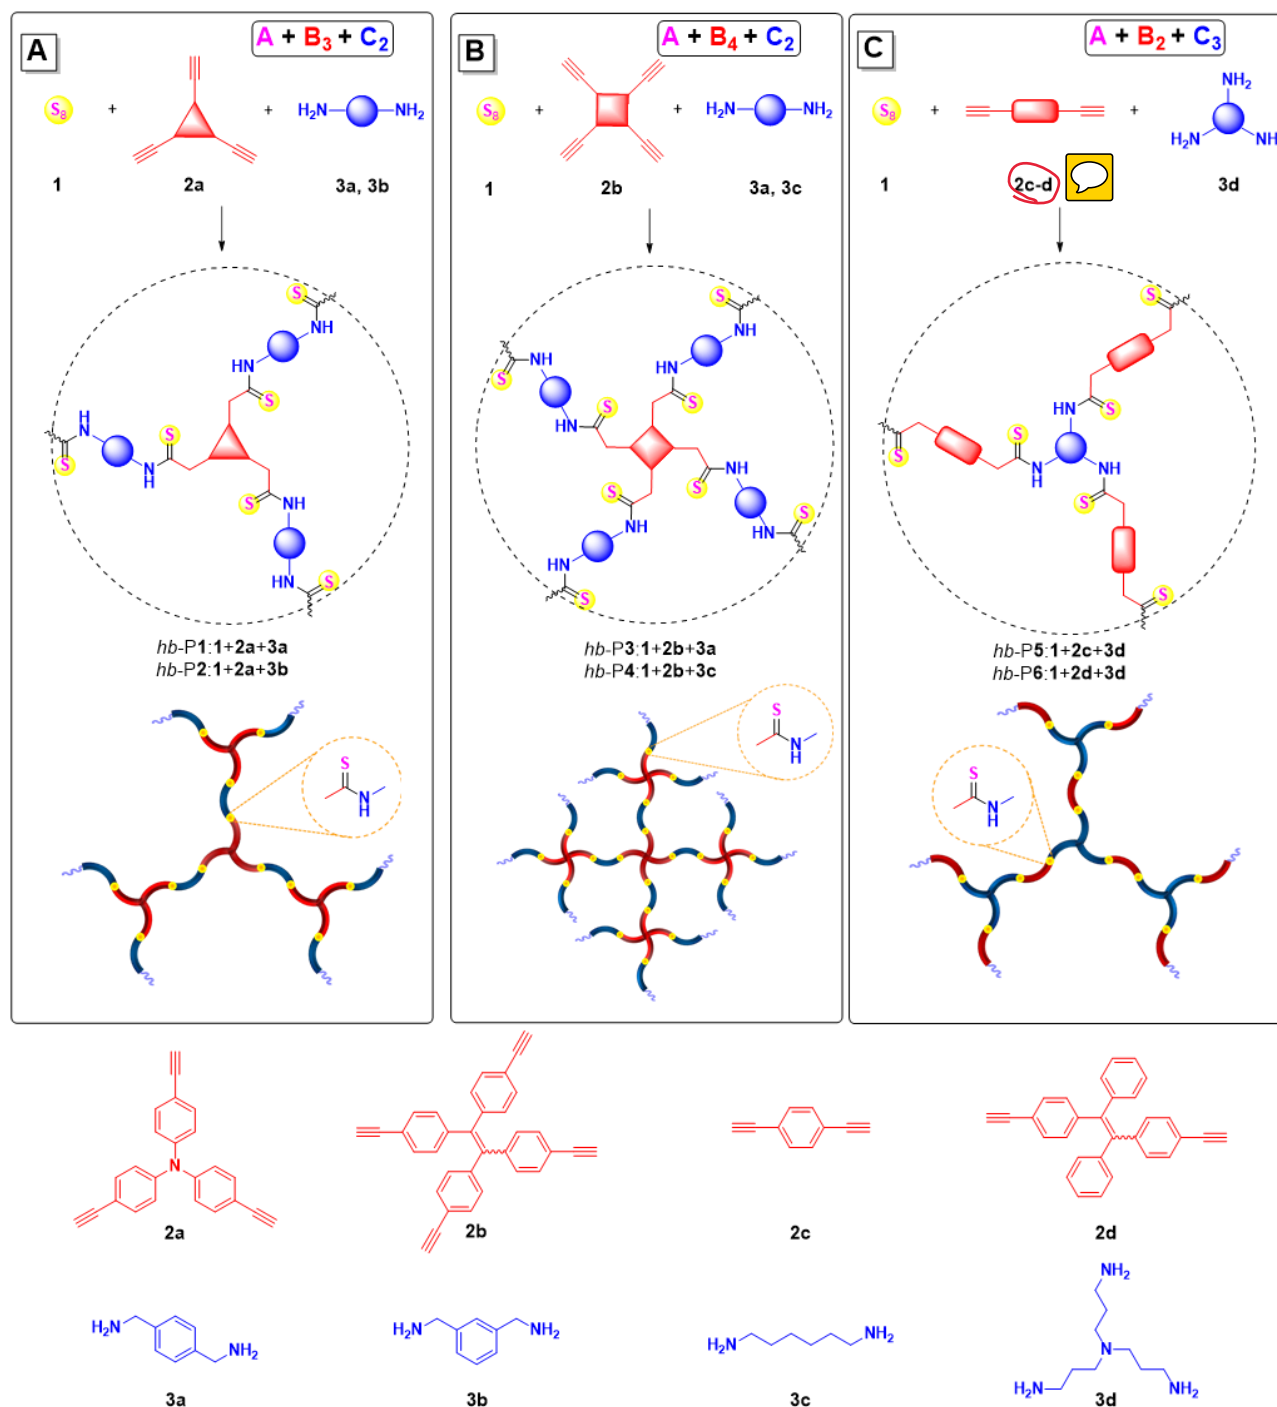 A
A + B3 + C2
S8 + + H2N NH2
1 2a 3a, 3b
S NH
HN S
H N S
S N H
S NH
HN S
hb-P1:1+2a+3a
hb-P2:1+2a+3b
S
N H
B
A + B4 + C2
S8 + + H2N NH2
1 2b 3a, 3c
S NH
NH HN S
S S
HN
NH
S S
NH
HN S
HN
S
hb-P3:1+2b+3a
hb-P4:1+2b+3c
S
N H
C
A + B2 + C3
NH2
S8 + +
H2N NH
1 2c-d 3d
S
HN S
S S
N H NH
S
S
hb-P5:1+2c+3d
hb-P6:1+2d+3d
S
N H
N
2a 2b 2c 2d
H2N NH2
3a
H2N NH2
3b
H2N NH2
3c
NH2
N
H2N NH2
3d